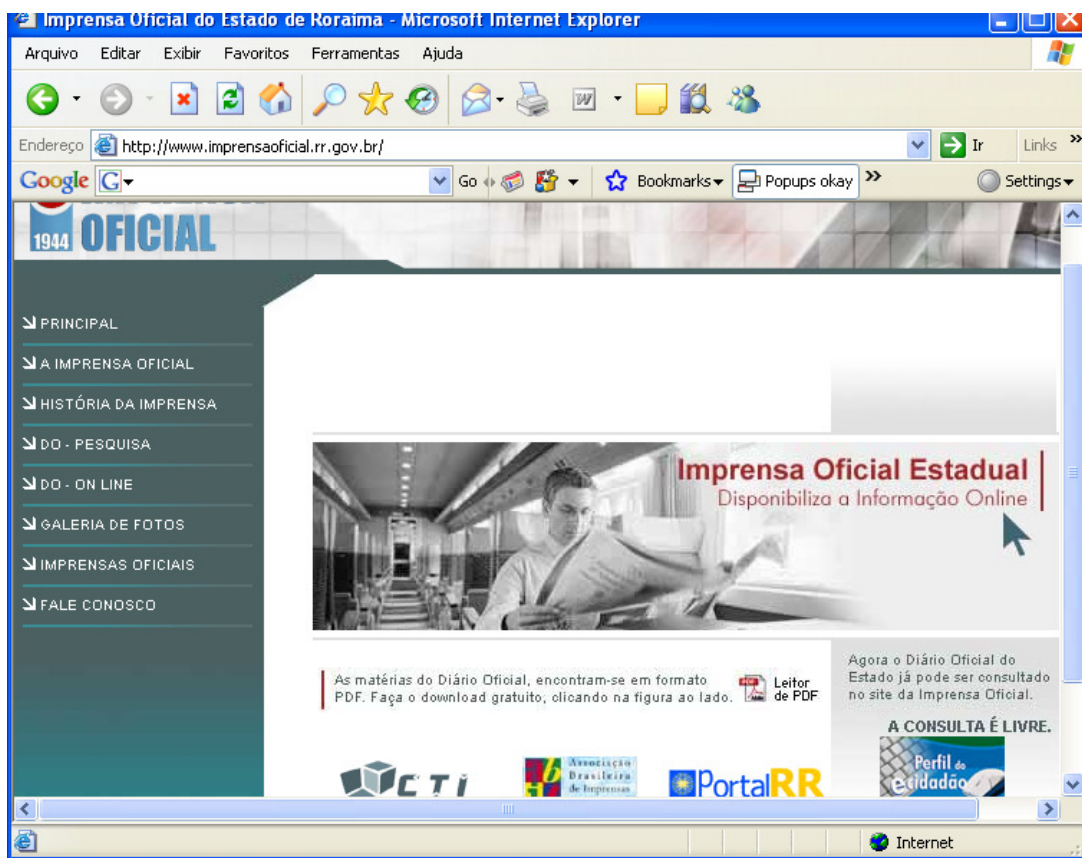 Imprensa Oficial do Estado de Roraima - Microsoft Internet Explorer
Arquivo Editar Exibir Favoritos Ferramentas Ajuda
Endereço http://www.imprensaoficial.rr.gov.br/ Ir Links »
Google G Go Bookmarks Popups okay » Settings
1944 OFICIAL
PRINCIPAL
A IMPRENSA OFICIAL
HISTÓRIA DA IMPRENSA
DO - PESQUISA
DO - ON LINE
GALERIA DE FOTOS
IMPRENSAS OFICIAIS
FALE CONOSCO
Imprensa Oficial Estadual
Disponibiliza a Informação Online
As matérias do Diário Oficial, encontram-se em formato
PDF. Faça o download gratuito, clicando na figura ao lado.
Leitor
de PDF
Agora o Diário Oficial do
Estado já pode ser consultado
no site da Imprensa Oficial.
A CONSULTA É LIVRE.
CTI
Associação
Brasileira
de Imprensas
PortalRR
Perfil do
ecidadão
Internet